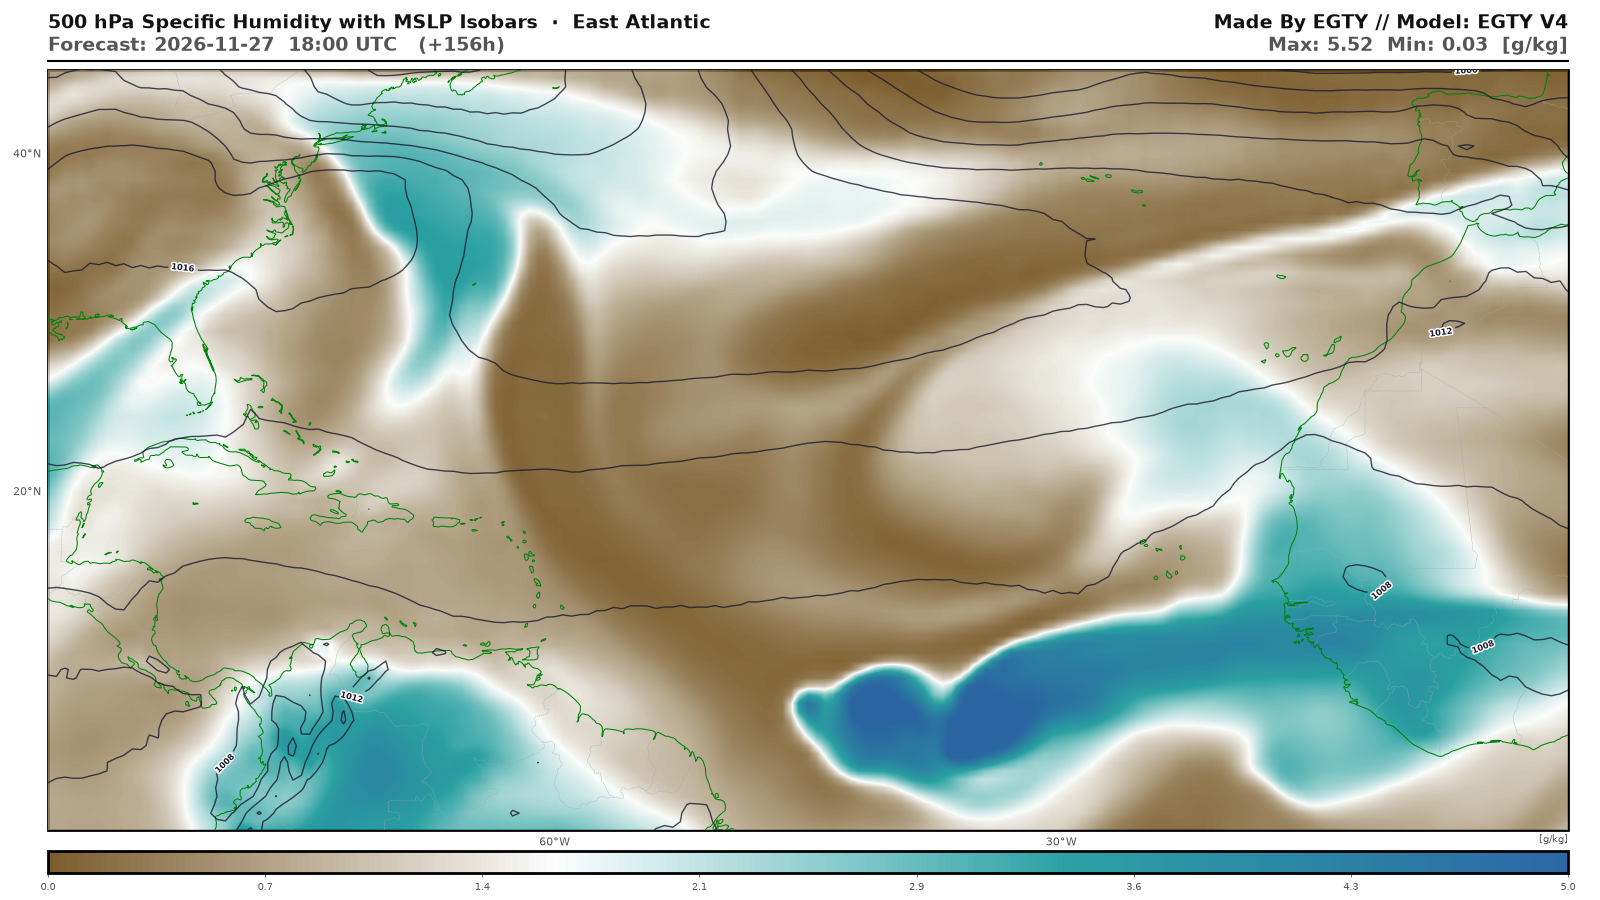 500 hPa Specific Humidity with MSLP Isobars · East Atlantic
Made By EGTY // Model: EGTY V4
Forecast: 2026-11-27 18:00 UTC (+156h)
Max: 5.52 Min: 0.03 [g/kg]
40°N
1016
1012
20°N
1008
1008
1012
1008
60°W
30°W
[g/kg]
0.0 0.7 1.4 2.1 2.9 3.6 4.3 5.0